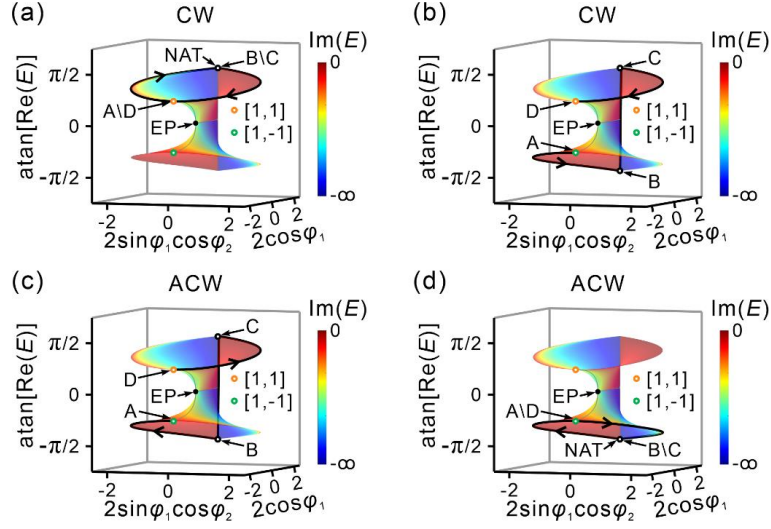 (a) CW
Im(E)
0
-∞
atan[Re(E)]
π/2
0
-π/2
NAT
B\C
A\D
EP
[1,1]
[1,-1]
-2 0 2
2sinφ₁cosφ₂
-2 0 2
2cosφ₁
(b) CW
Im(E)
0
-∞
atan[Re(E)]
π/2
0
-π/2
C
D
EP
A
B
[1,1]
[1,-1]
-2 0 2
2sinφ₁cosφ₂
-2 0 2
2cosφ₁
(c) ACW
Im(E)
0
-∞
atan[Re(E)]
π/2
0
-π/2
C
D
EP
A
B
[1,1]
[1,-1]
-2 0 2
2sinφ₁cosφ₂
-2 0 2
2cosφ₁
(d) ACW
Im(E)
0
-∞
atan[Re(E)]
π/2
0
-π/2
EP
A\D
NAT
B\C
[1,1]
[1,-1]
-2 0 2
2sinφ₁cosφ₂
-2 0 2
2cosφ₁